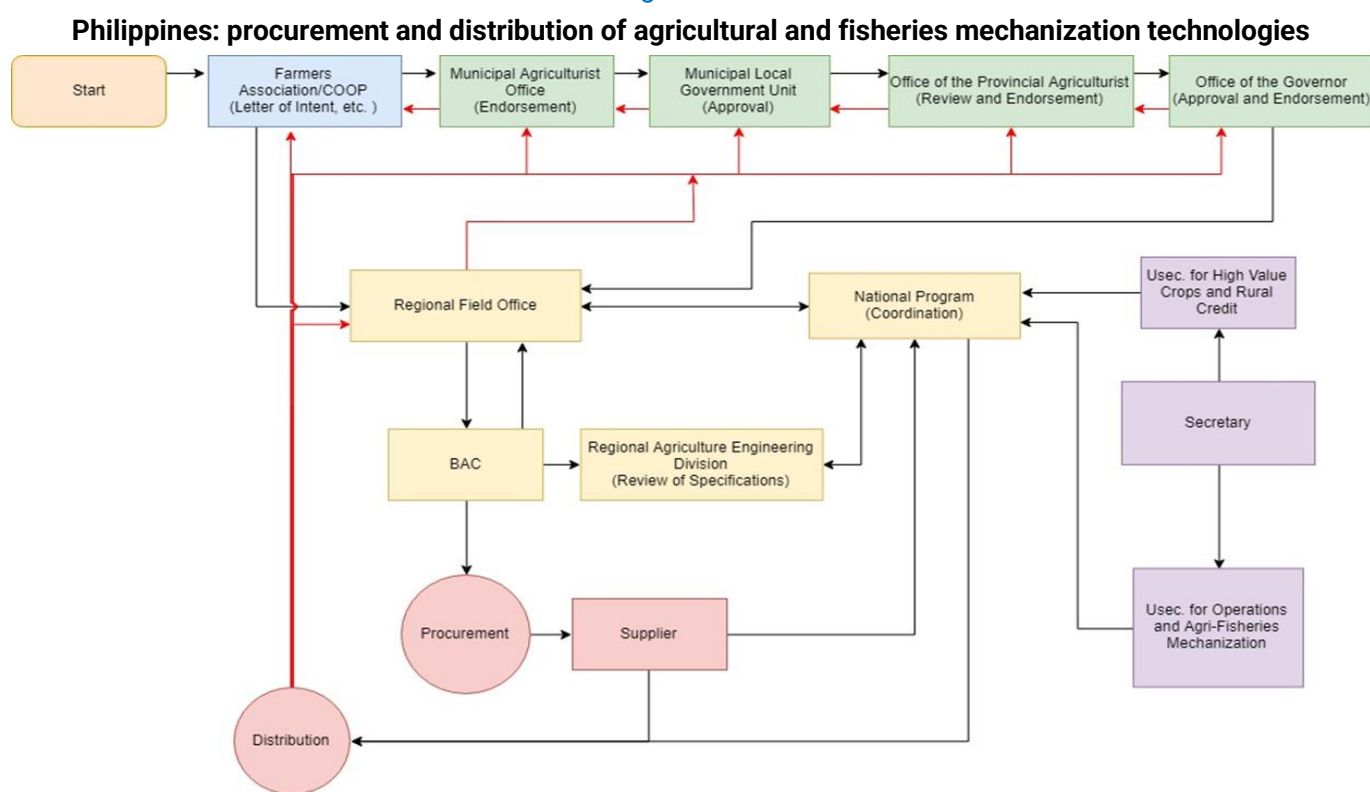 Philippines: procurement and distribution of agricultural and fisheries mechanization technologies
Start
Farmers
Association/COOP
(Letter of Intent, etc. )
Municipal Agriculturist
Office
(Endorsement)
Municipal Local
Government Unit
(Approval)
Office of the Provincial Agriculturist
(Review and Endorsement)
Office of the Governor
(Approval and Endorsement)
Regional Field Office
National Program
(Coordination)
Usec. for High Value
Crops and Rural
Credit
Secretary
BAC
Regional Agriculture Engineering
Division
(Review of Specifications)
Usec. for Operations
and Agri-Fisheries
Mechanization
Procurement
Supplier
Distribution